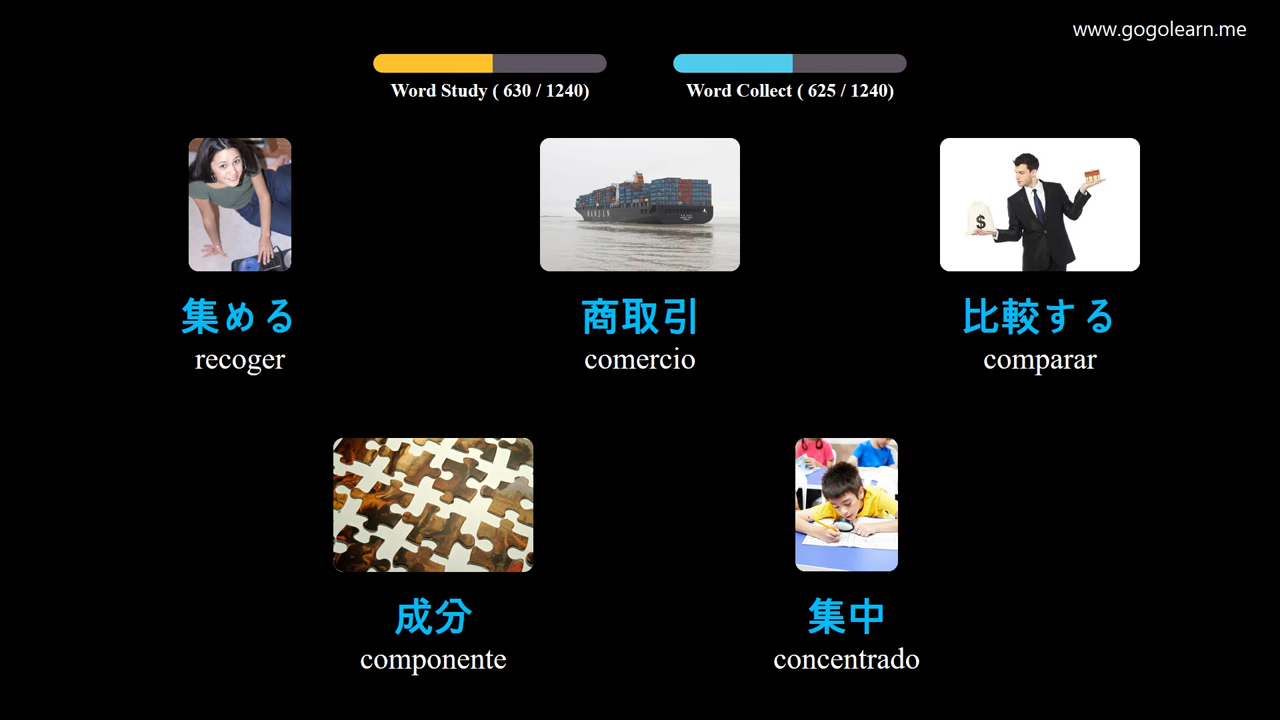 www.gogolearn.me
Word Study ( 630 / 1240)
Word Collect ( 625 / 1240)
HANJIN
$
集める
recoger
商取引
comercio
比較する
comparar
成分
componente
集中
concentrado